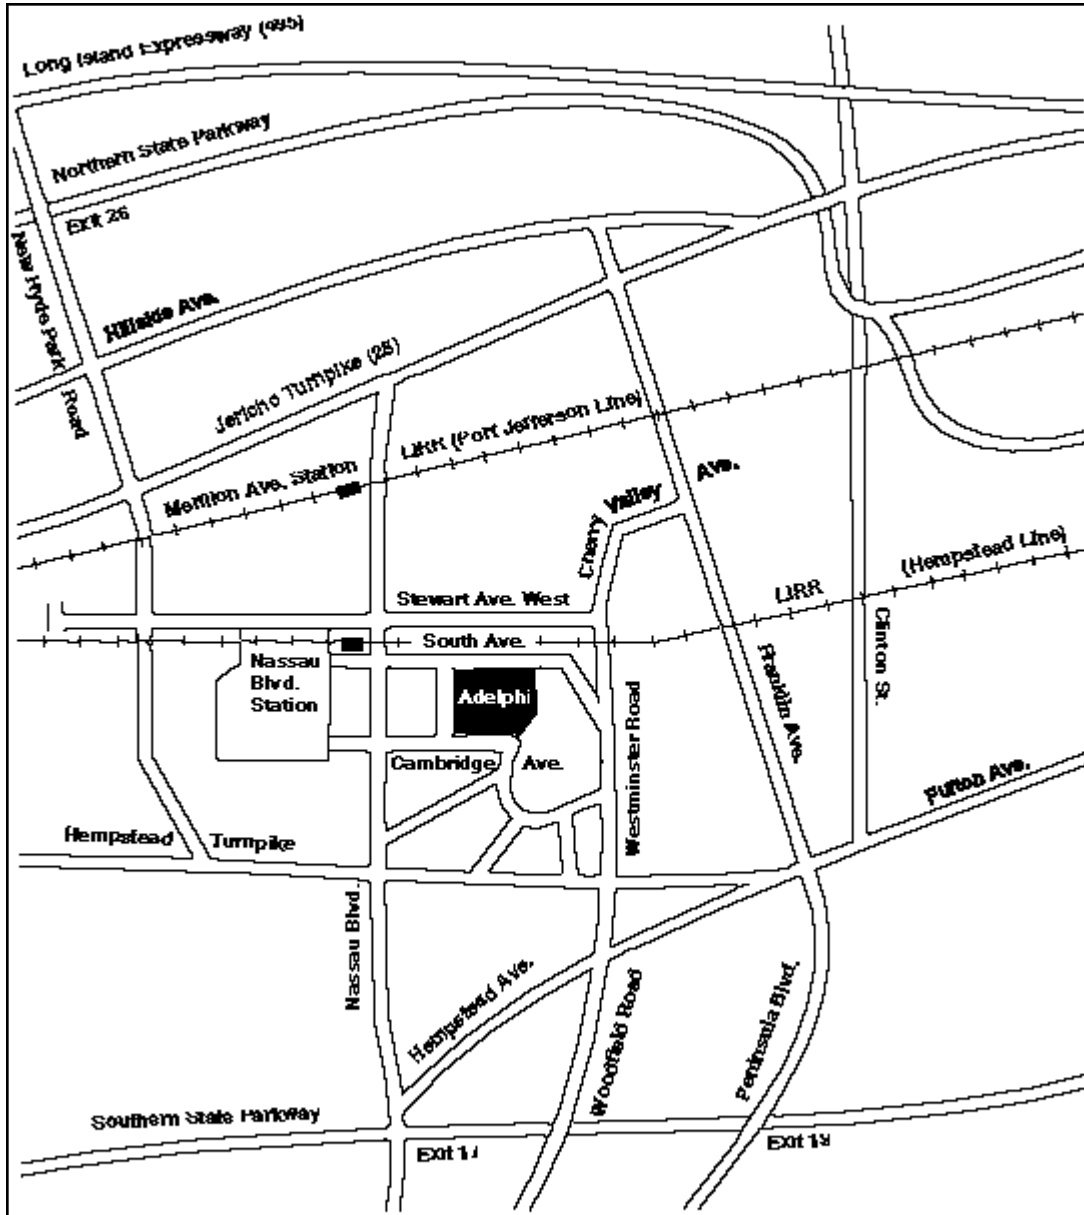 Long Island Expressway (495)
Northern State Parkway
Exit 26
New Hyde Park Road
Hillside Ave.
Jericho Turnpike (25)
LIRR (Port Jefferson Line)
Merillon Ave. Station
Cherry Valley Ave.
(Hempstead Line)
LIRR
Stewart Ave. West
South Ave.
Clinton St.
Nassau
Blvd.
Station
Adelphi
Franklin Ave.
Westminster Road
Cambridge Ave.
Fulton Ave.
Hempstead Turnpike
Nassau Blvd.
Hempstead Ave.
Woodfield Road
Peninsula Blvd.
Southern State Parkway
Exit 17
Exit 18